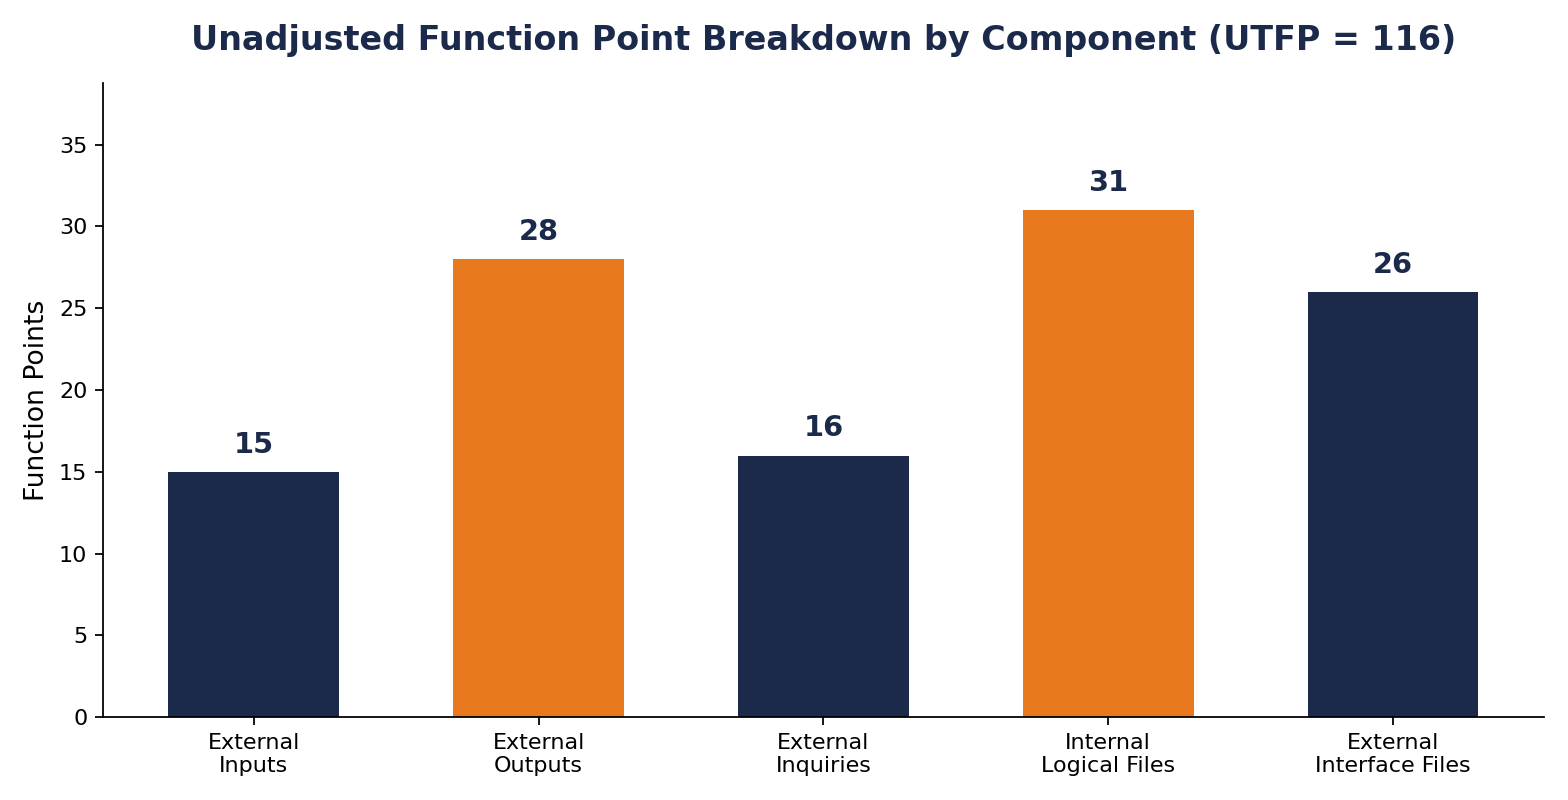 Unadjusted Function Point Breakdown by Component (UTFP = 116)
Function Points
35
30
25
20
15
10
5
0
15
28
16
31
26
External
Inputs
External
Outputs
External
Inquiries
Internal
Logical Files
External
Interface Files